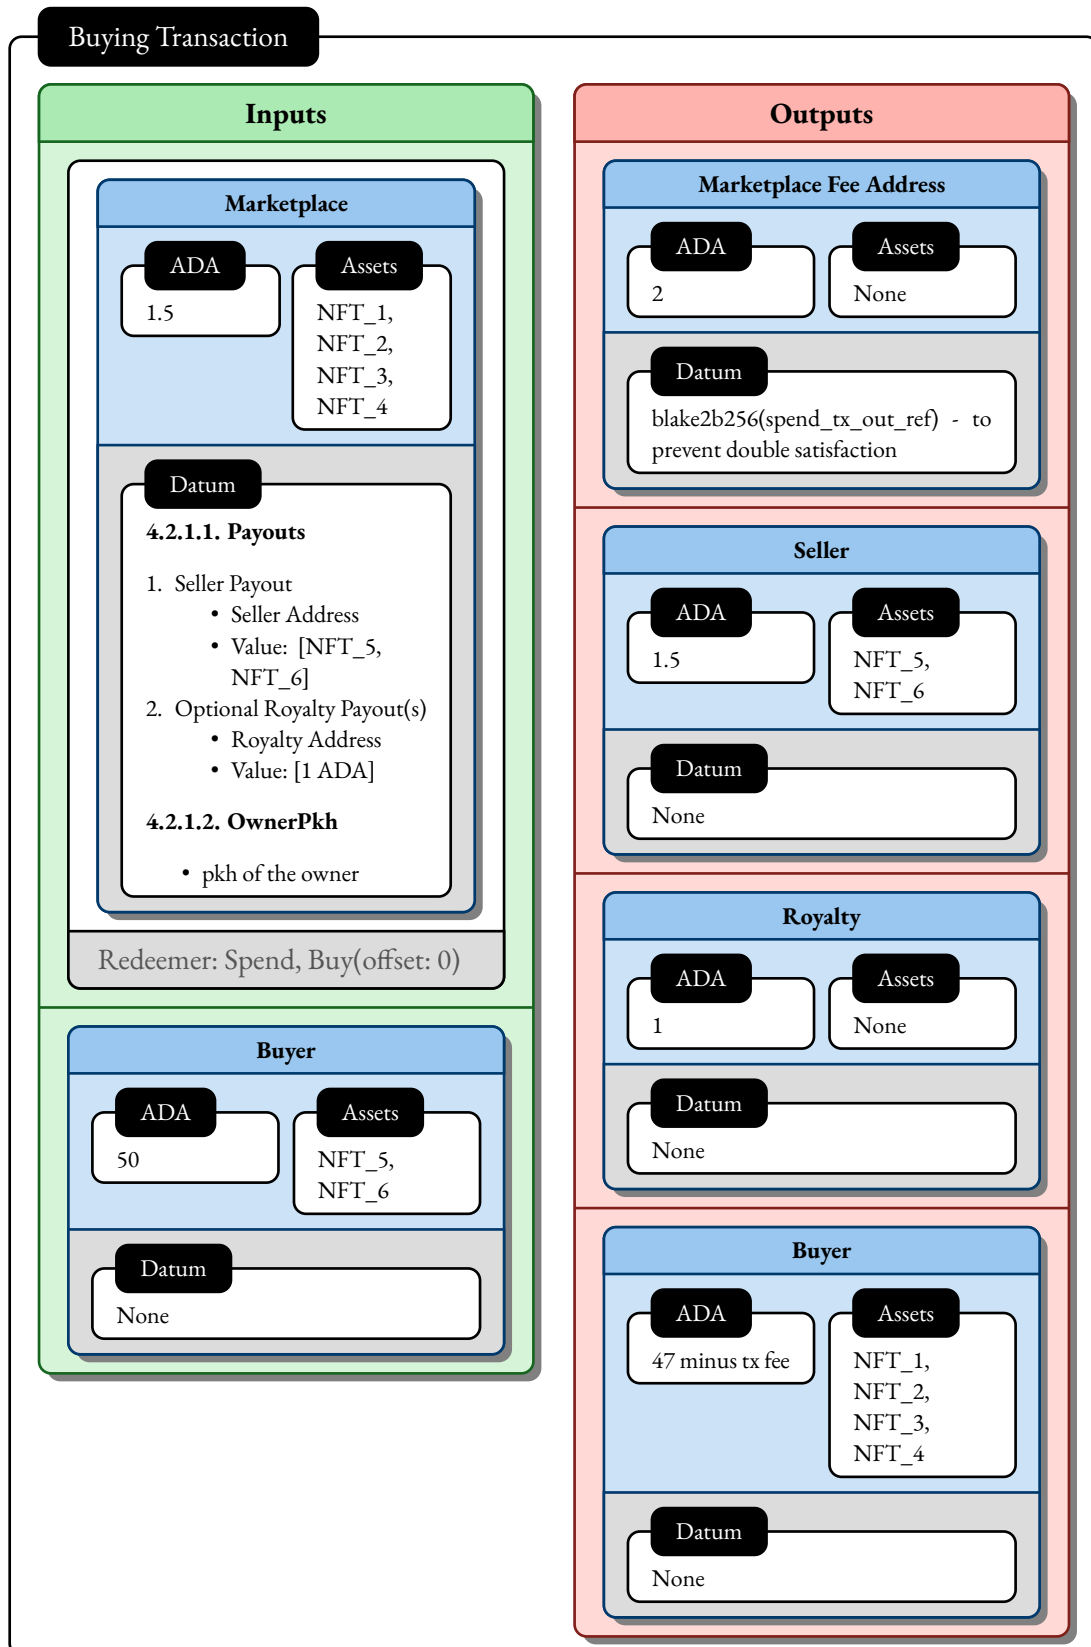 Buying Transaction
Inputs
Marketplace
ADA
1.5
Assets
NFT_1,
NFT_2,
NFT_3,
NFT_4
Datum
4.2.1.1. Payouts
1. Seller Payout
• Seller Address
• Value: [NFT_5,
NFT_6]
2. Optional Royalty Payout(s)
• Royalty Address
• Value: [1 ADA]
4.2.1.2. OwnerPkh
• pkh of the owner
Redeemer: Spend, Buy(offset: 0)
Buyer
ADA
50
Assets
NFT_5,
NFT_6
Datum
None
Outputs
Marketplace Fee Address
ADA
2
Assets
None
Datum
blake2b256(spend_tx_out_ref) - to
prevent double satisfaction
Seller
ADA
1.5
Assets
NFT_5,
NFT_6
Datum
None
Royalty
ADA
1
Assets
None
Datum
None
Buyer
ADA
47 minus tx fee
Assets
NFT_1,
NFT_2,
NFT_3,
NFT_4
Datum
None